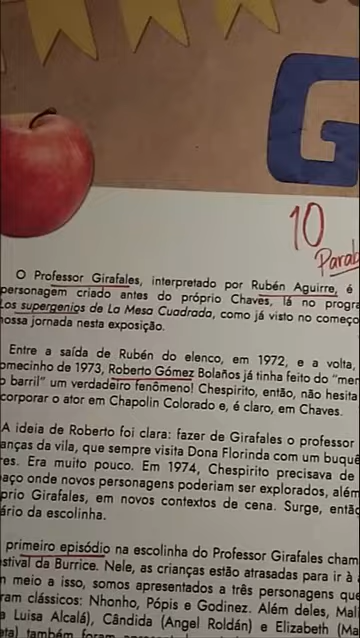 G
10
Parab
O Professor Girafales, interpretado por Rubén Aguirre, é
personagem criado antes do próprio Chaves, lá no progr
Los supergenios de La Mesa Cuadrada, como já visto no começo
nossa jornada nesta exposição.
Entre a saída de Rubén do elenco, em 1972, e a volta,
omecinho de 1973, Roberto Gómez Bolaños já tinha feito do "men
o barril" um verdadeiro fenômeno! Chespirito, então, não hesita
corporar o ator em Chapolin Colorado e, é claro, em Chaves.
A ideia de Roberto foi clara: fazer de Girafales o professor
anças da vila, que sempre visita Dona Florinda com um buquê
res. Era muito pouco. Em 1974, Chespirito precisava de
aço onde novos personagens poderiam ser explorados, além
prio Girafales, em novos contextos de cena. Surge, então
ário da escolinha.
primeiro episódio na escolinha do Professor Girafales cham
estival da Burrice. Nele, as crianças estão atrasadas para ir à
m meio a isso, somos apresentados a três personagens que
ram clássicos: Nhonho, Pópis e Godinez. Além deles, Mal
a Luisa Alcalá), Cândida (Angel Roldán) e Elizabeth (Ma
eta) também foram